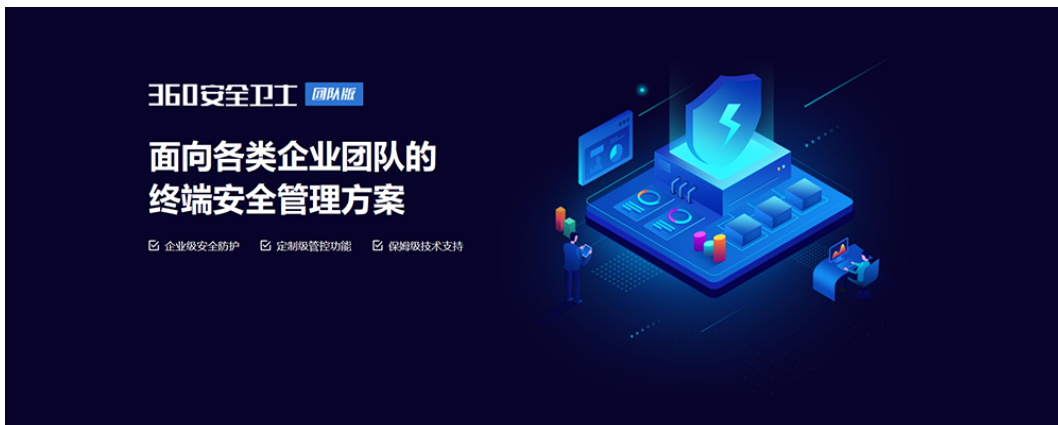 360安全卫士 团队版
面向各类企业团队的
终端安全管理方案
企业级安全防护 定制级管控功能 保姆级技术支持